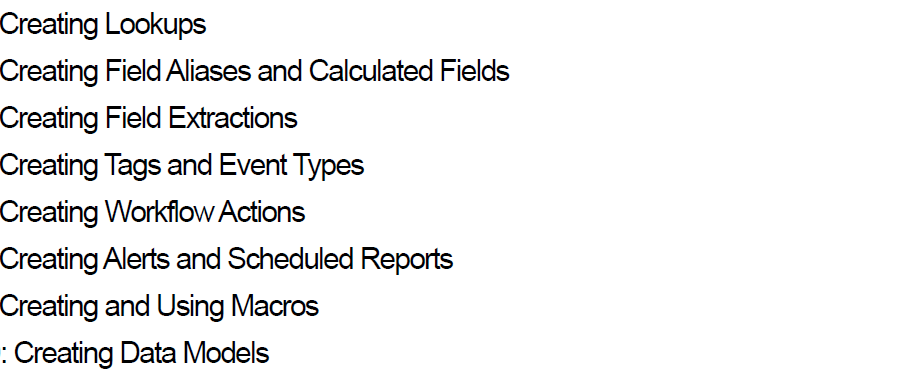 Creating Lookups
Creating Field Aliases and Calculated Fields
Creating Field Extractions
Creating Tags and Event Types
Creating Workflow Actions
Creating Alerts and Scheduled Reports
Creating and Using Macros
: Creating Data Models